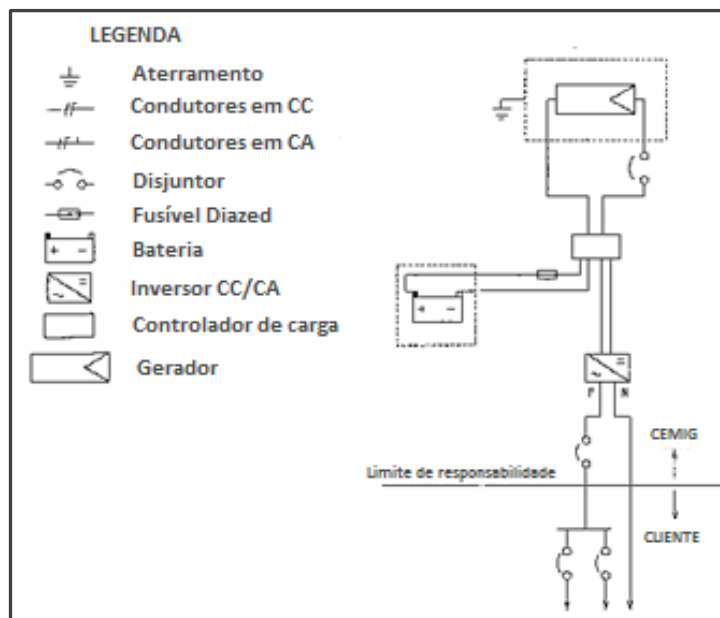 LEGENDA
Aterramento
Condutores em CC
Condutores em CA
Disjuntor
Fusível Diazed
+ -
Bateria
Inversor CC/CA
Controlador de carga
Gerador
+ -
F N
CEMIG
Limite de responsabilidade
CLIENTE